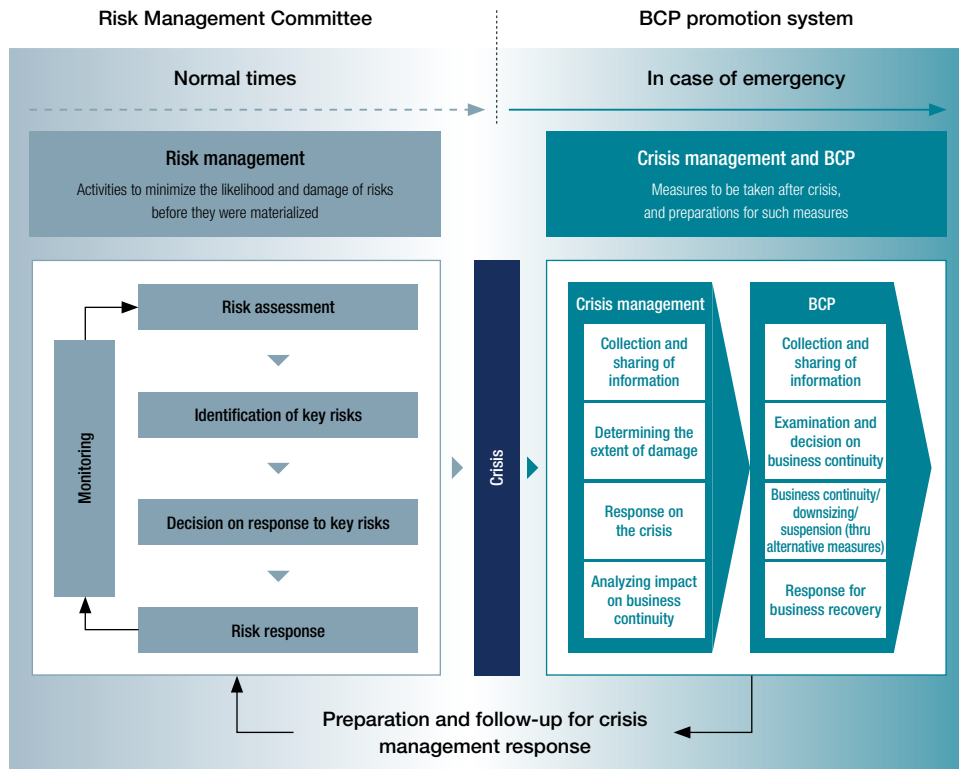 Risk Management Committee
BCP promotion system
Normal times
In case of emergency
Risk management
Activities to minimize the likelihood and damage of risks
before they were materialized
Crisis management and BCP
Measures to be taken after crisis,
and preparations for such measures
Monitoring
Risk assessment
Identification of key risks
Decision on response to key risks
Risk response
Crisis
Crisis management
Collection and
sharing of
information
Determining the
extent of damage
Response on
the crisis
Analyzing impact
on business
continuity
BCP
Collection and
sharing of
information
Examination and
decision on
business continuity
Business continuity/
downsizing/
suspension (thru
alternative measures)
Response for
business recovery
Preparation and follow-up for crisis
management response